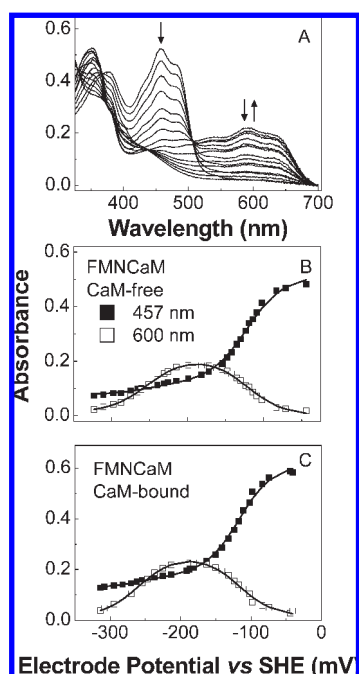 A
0.6
0.4
0.2
0.0
400
500
600
700
Wavelength (nm)
Absorbance
B
0.6
0.4
0.2
0.0
FMNCaM
CaM-free
457 nm
600 nm
C
0.6
0.4
0.2
0.0
FMNCaM
CaM-bound
-300
-200
-100
0
Electrode Potential vs SHE (mV)